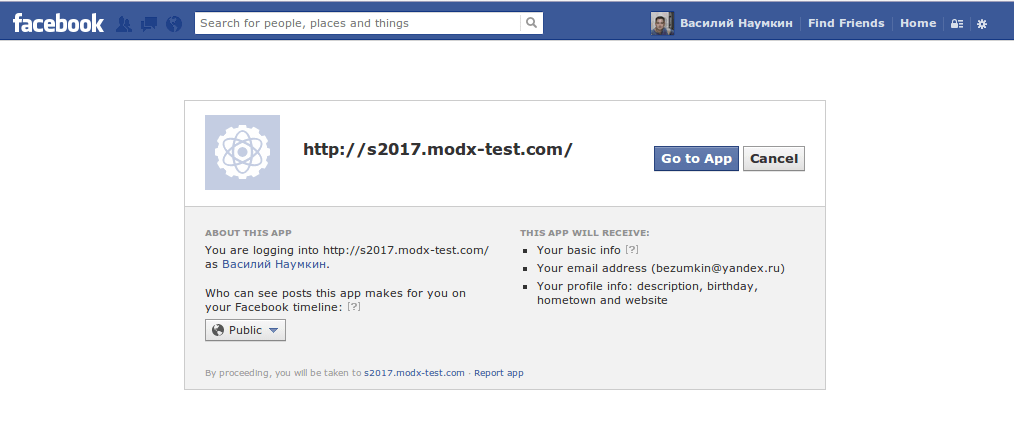 facebook
Search for people, places and things
Василий Наумкин
Find Friends
Home
http://s2017.modx-test.com/
Go to App
Cancel
ABOUT THIS APP
You are logging into http://s2017.modx-test.com/
as Василий Наумкин.
Who can see posts this app makes for you on
your Facebook timeline: [?]
Public
THIS APP WILL RECEIVE:
Your basic info [?]
Your email address (bezumkin@yandex.ru)
Your profile info: description, birthday,
hometown and website
By proceeding, you will be taken to s2017.modx-test.com · Report app